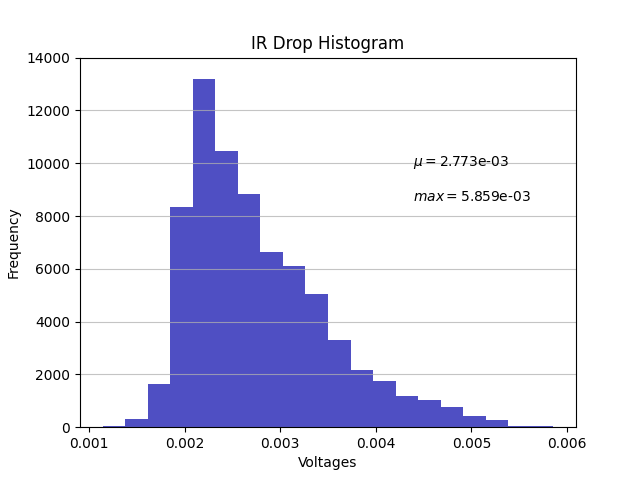 IR Drop Histogram
14000
12000
10000
8000
6000
4000
2000
0
Frequency
μ = 2.773e-03
max = 5.859e-03
0.001 0.002 0.003 0.004 0.005 0.006
Voltages